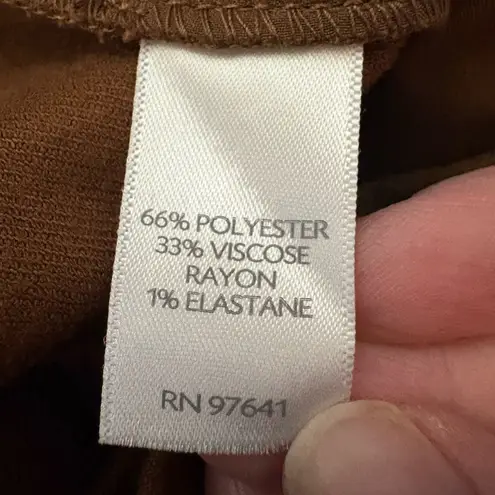 66% POLYESTER
33% VISCOSE
RAYON
1% ELASTANE
RN 97641